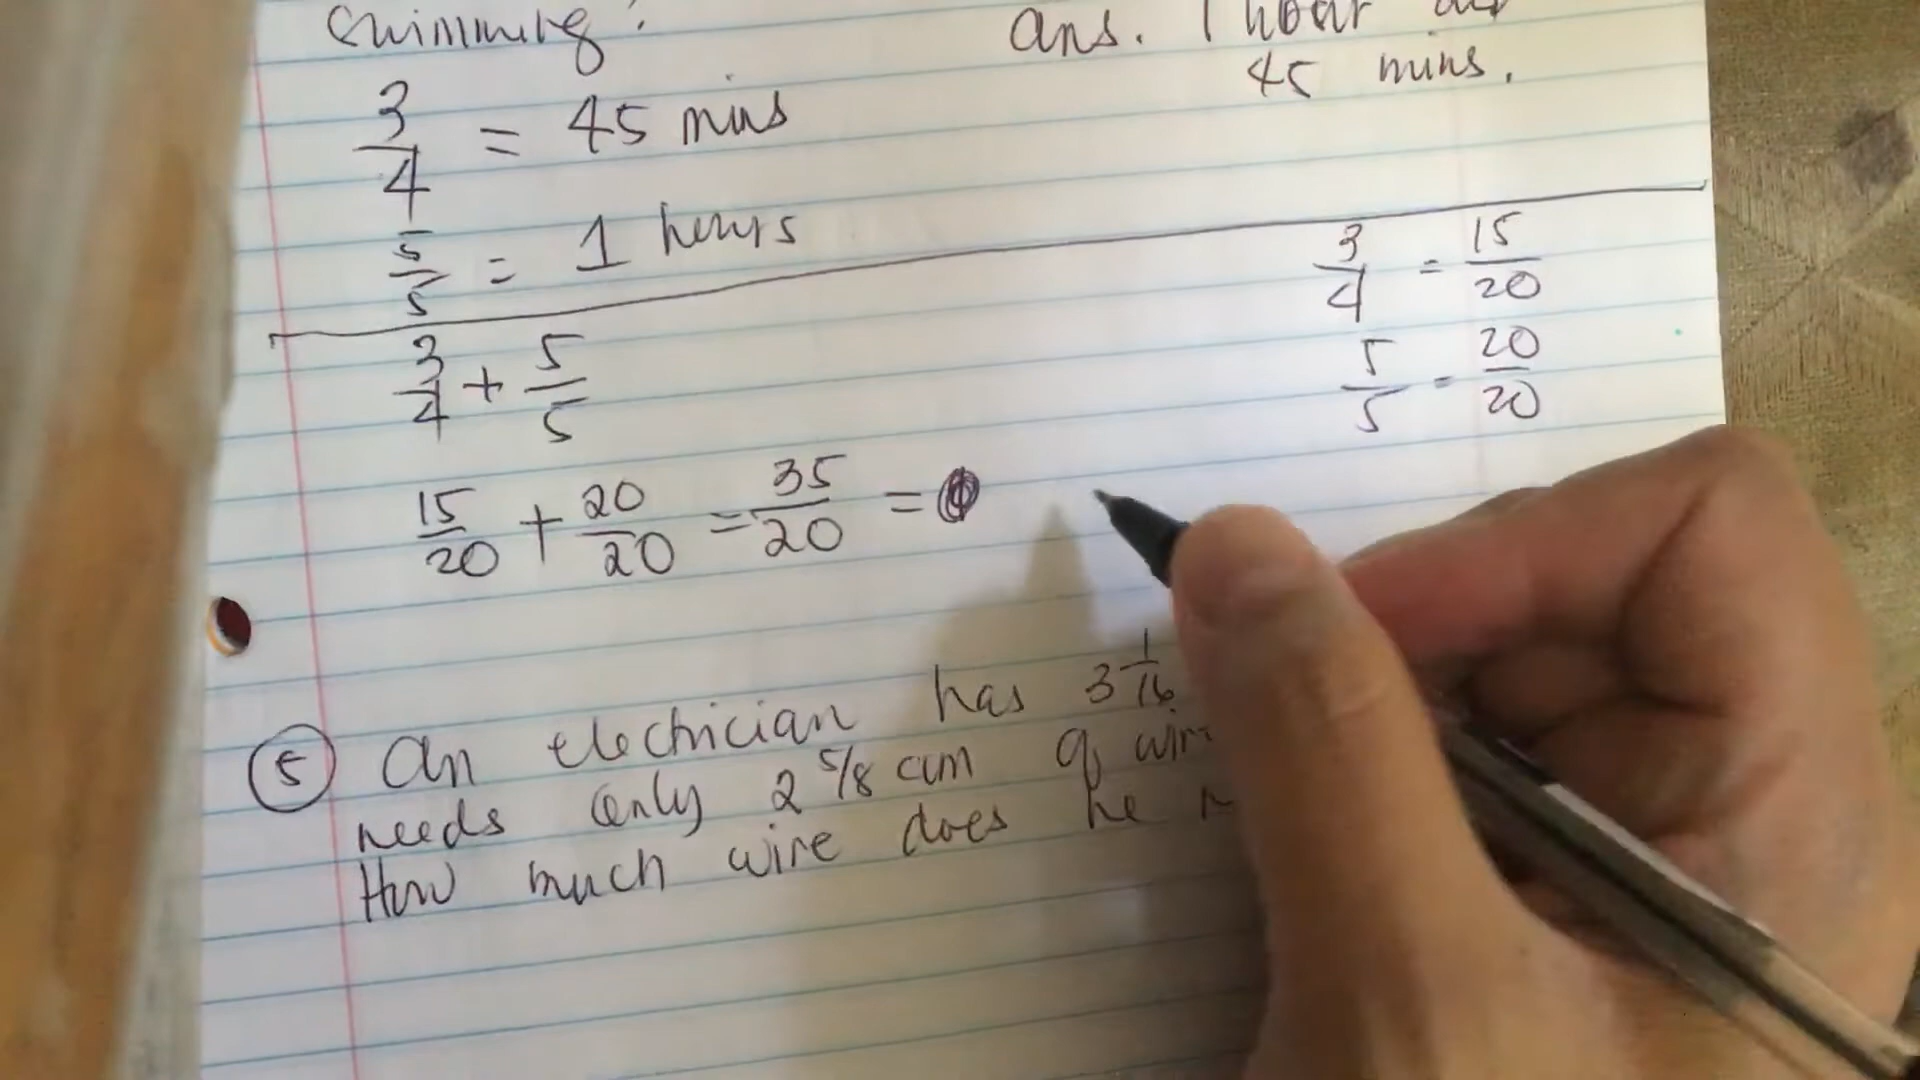 Swimming?
ans. 1 hour and
45 mins.
3/4 = 45 mins
5/5 = 1 hours
3/4 = 15/20
5/5 = 20/20
3/4 + 5/5
15/20 + 20/20 = 35/20 =
5 An electrician has 3 1/16
needs only 2 5/8 cm of wire
How much wire does he